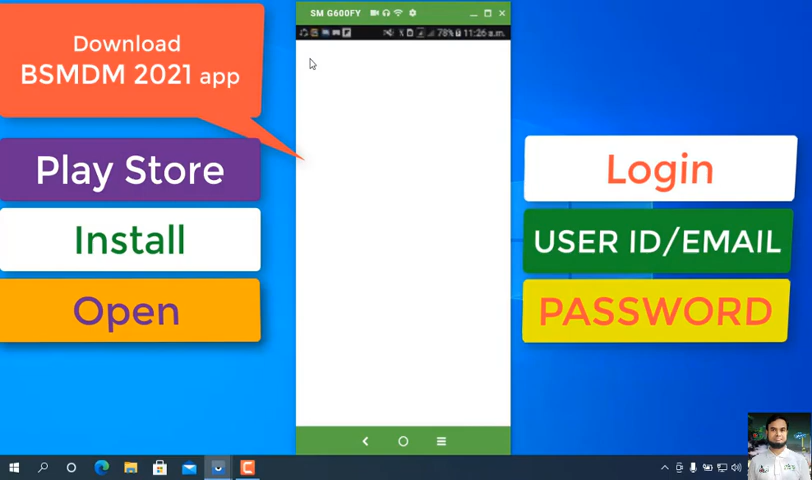 Download
BSMDM 2021 app
Play Store
Install
Open
SM G600FY
78% 11:26 a.m.
Login
USER ID/EMAIL
PASSWORD